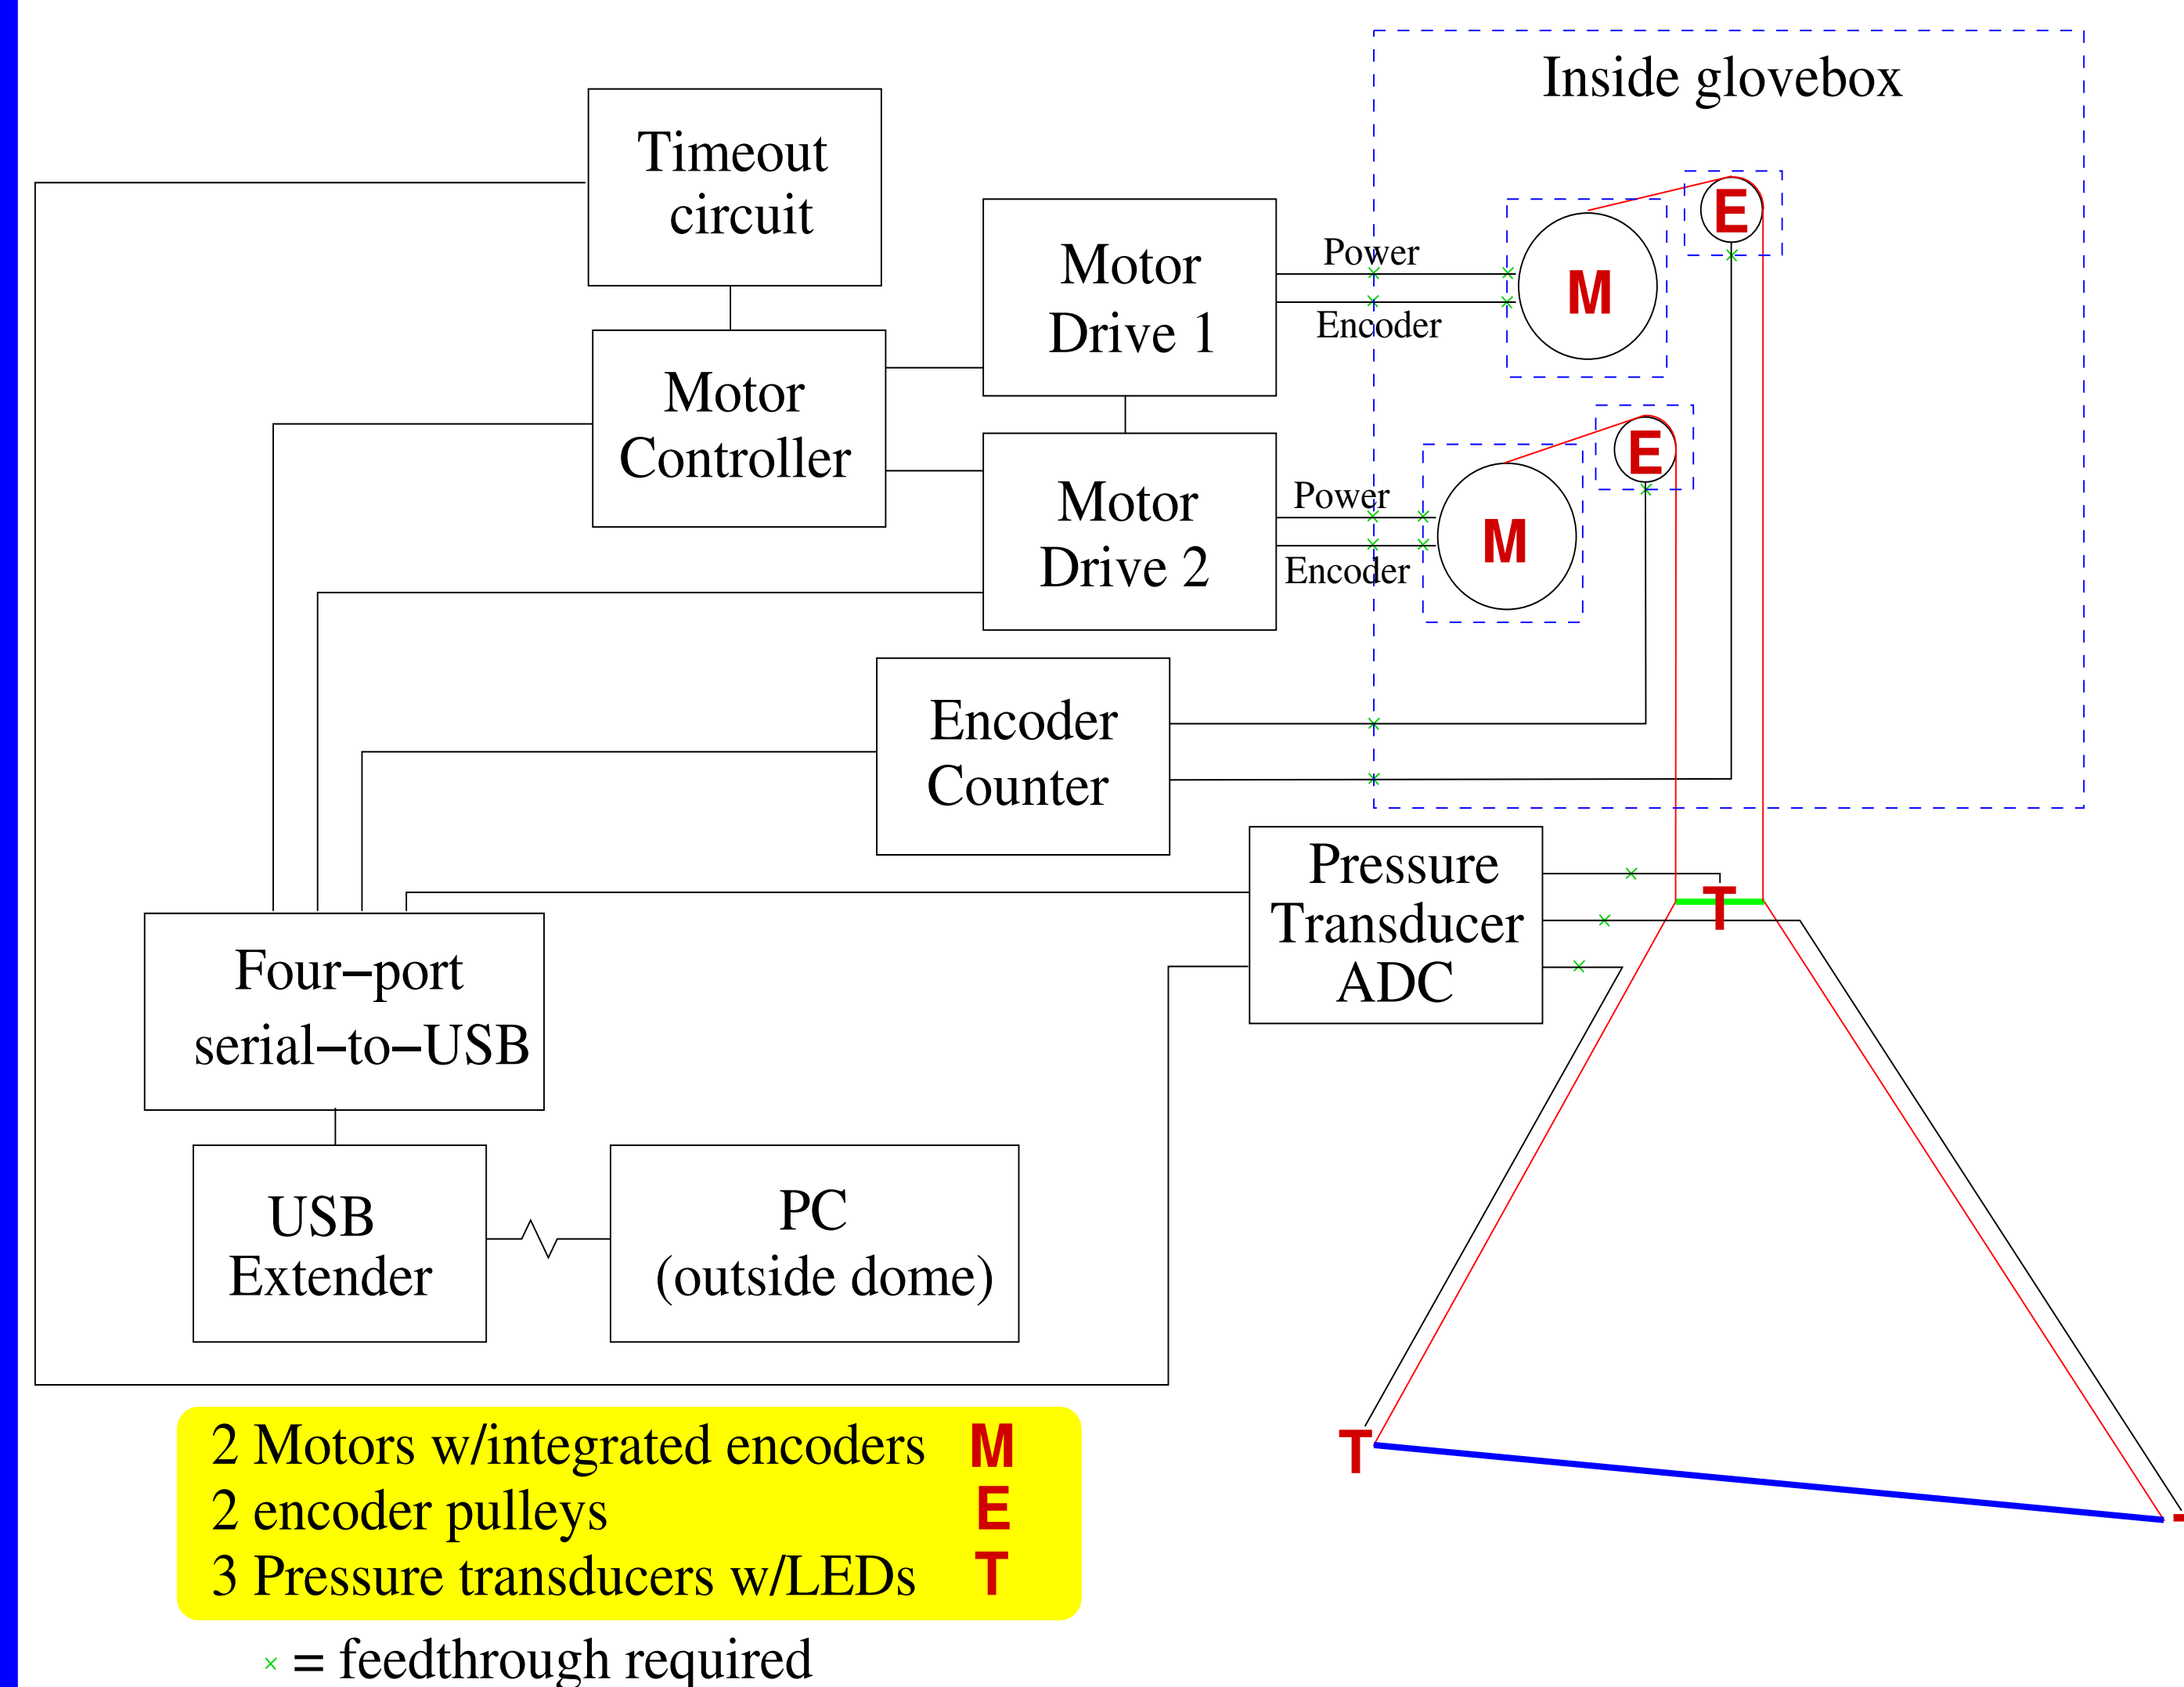 Inside glovebox
Timeout
circuit
E
Motor
Drive 1
Power
Encoder
M
Motor
Controller
E
Motor
Drive 2
Power
Encoder
M
Encoder
Counter
Pressure
Transducer
ADC
T
Four-port
serial-to-USB
USB
Extender
PC
(outside dome)
T
2 Motors w/integrated encoders M
2 encoder pulleys E
3 Pressure transducers w/LEDs T
× = feedthrough required